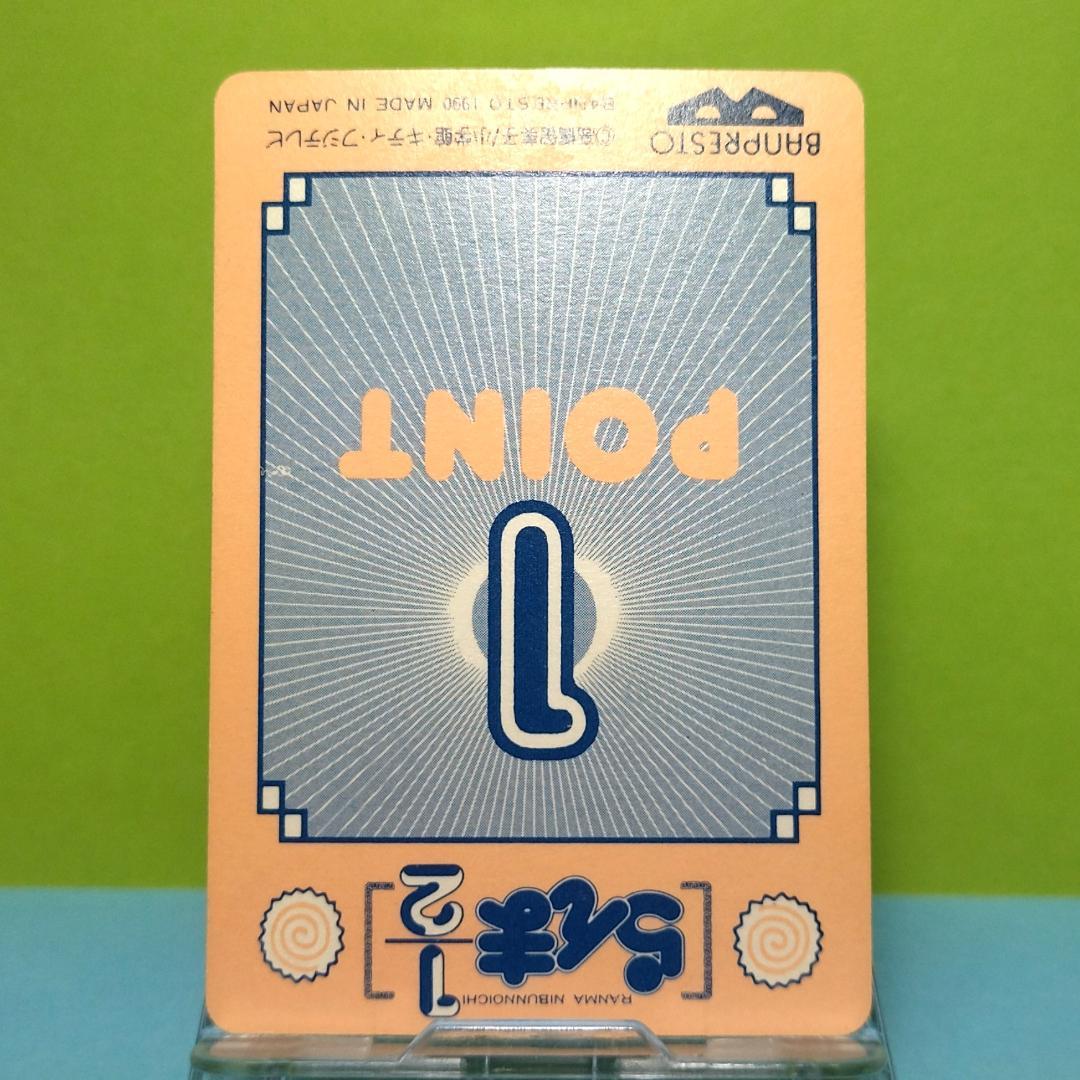 RANMA NIBUNNOICHI
らんま1/2
1
POINT
BANPRESTO
©高橋留美子/小学館・キティ・フジテレビ
BANPRESTO 1990 MADE IN JAPAN